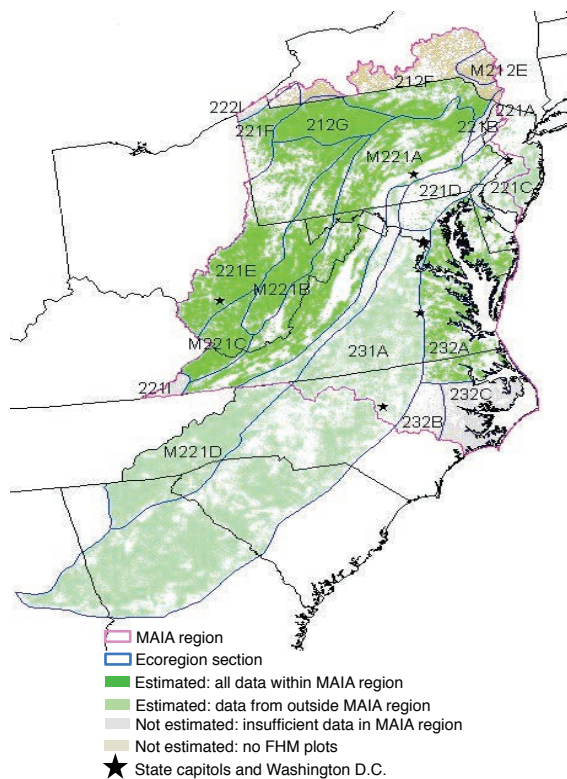 M212E
212F
222I
221A
221F
212G
221B
M221A
221D
221C
221E
M221B
M221C
231A
232A
221I
232C
232B
M221D
MAIA region
Ecoregion section
Estimated: all data within MAIA region
Estimated: data from outside MAIA region
Not estimated: insufficient data in MAIA region
Not estimated: no FHM plots
State capitols and Washington D.C.